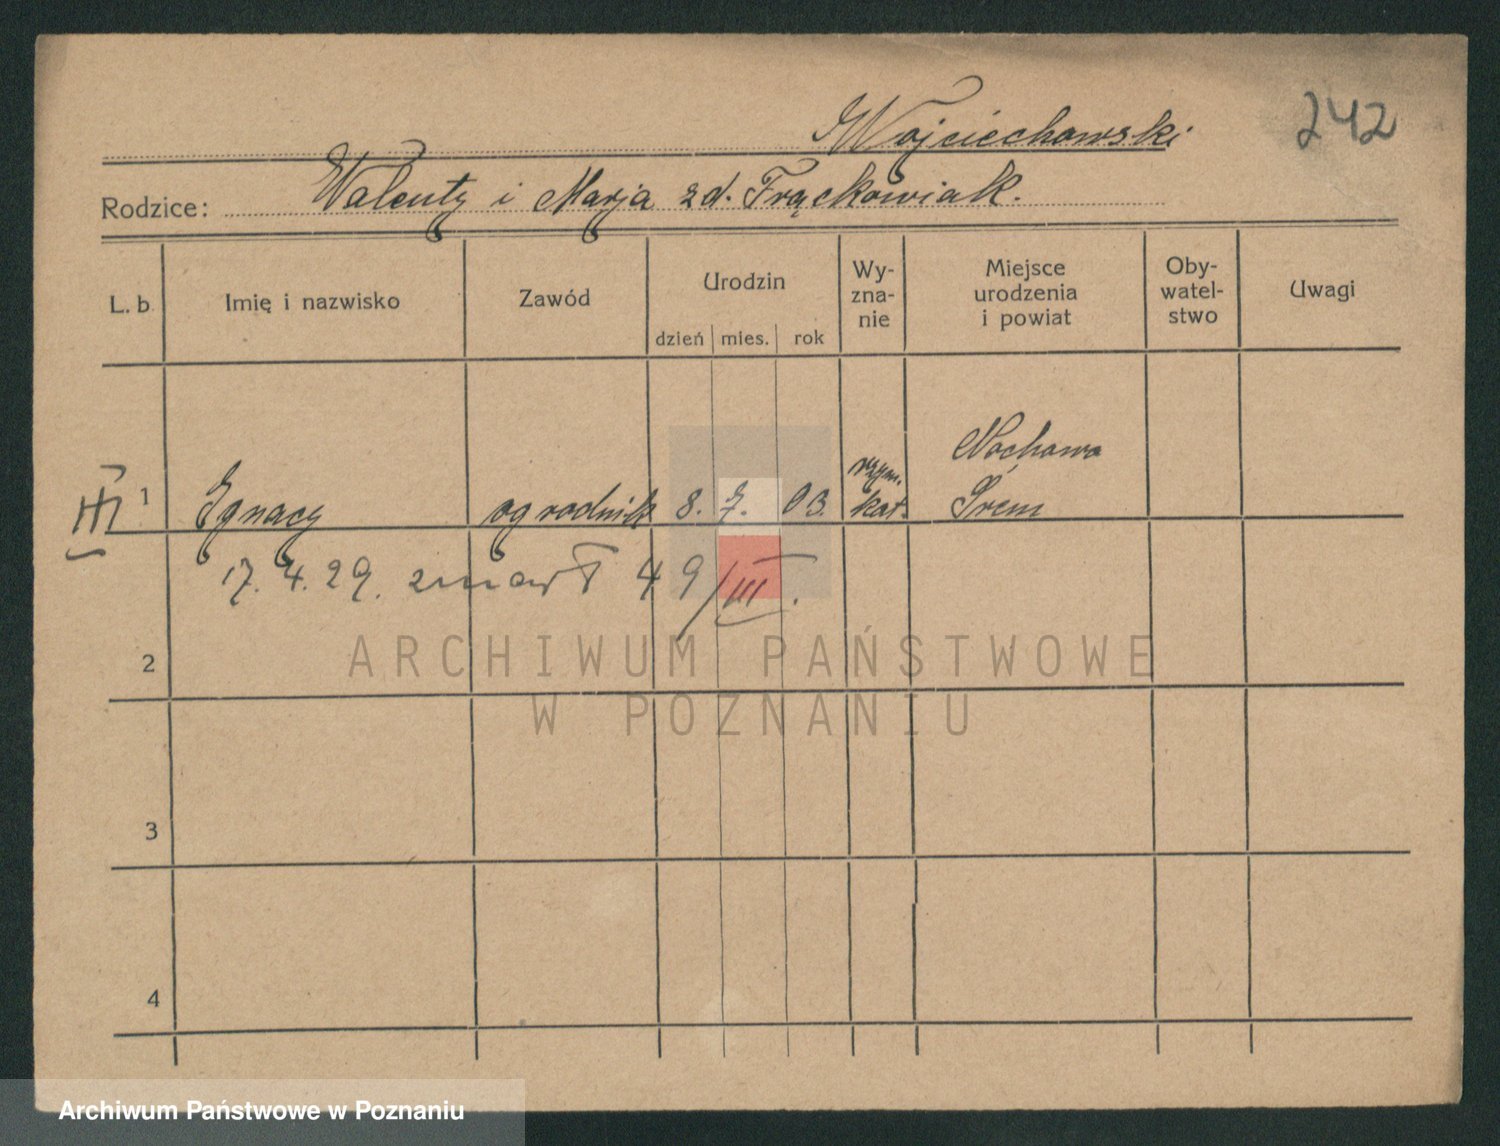 Wojciechowski 242
Rodzice: Walenty i Marja zd. Frąckowiak.
L. b Imię i nazwisko Zawód Urodzin dzień mies. rok Wy-zna-nie Miejsce urodzenia i powiat Oby-watel-stwo Uwagi
Nochowo
III 1 Ignacy ogrodnik 8. 7. 03. rzym. kat. Śrem
17. 4. 29. zmarł 49/III.
2
ARCHIWUM PAŃSTWOWE
W POZNANIU
3
4
Archiwum Państwowe w Poznaniu